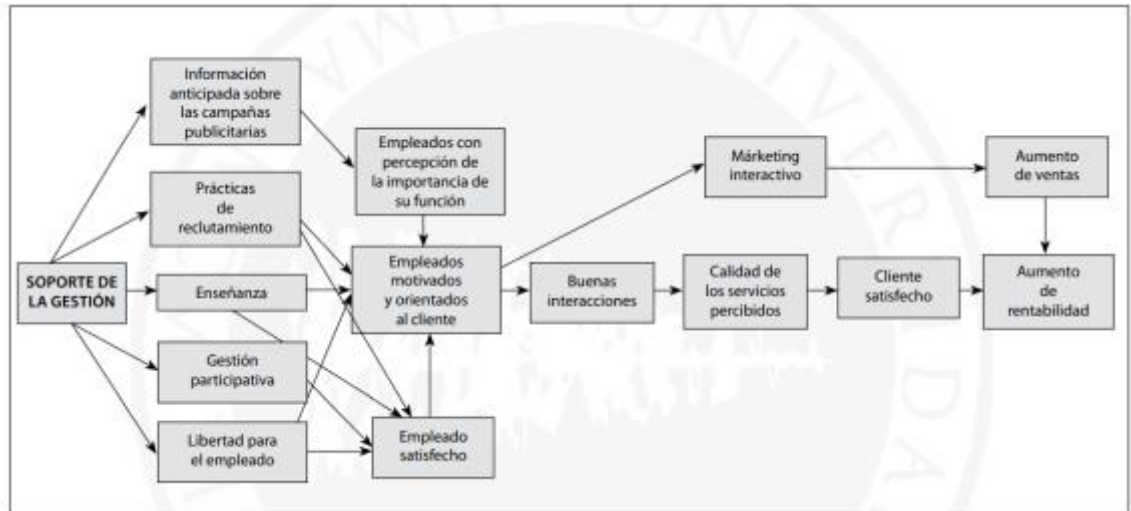 Información
anticipada sobre
las campañas
publicitarias
Empleados con
percepción de
la importancia de
su función
Márketing
interactivo
Aumento
de ventas
Prácticas
de
reclutamiento
SOPORTE DE
LA GESTIÓN
Enseñanza
Empleados
motivados
y orientados
al cliente
Buenas
interacciones
Calidad de
los servicios
percibidos
Cliente
satisfecho
Aumento
de
rentabilidad
Gestión
participativa
Libertad para
el empleado
Empleado
satisfecho